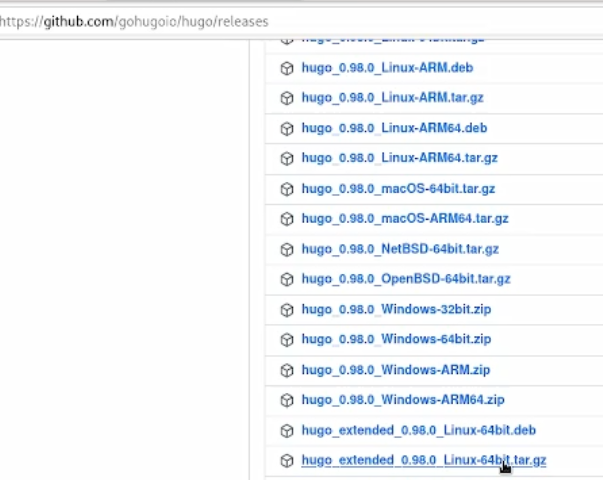 https://github.com/gohugoio/hugo/releases
hugo_0.98.0_Linux-ARM.deb
hugo_0.98.0_Linux-ARM.tar.gz
hugo_0.98.0_Linux-ARM64.deb
hugo_0.98.0_Linux-ARM64.tar.gz
hugo_0.98.0_macOS-64bit.tar.gz
hugo_0.98.0_macOS-ARM64.tar.gz
hugo_0.98.0_NetBSD-64bit.tar.gz
hugo_0.98.0_OpenBSD-64bit.tar.gz
hugo_0.98.0_Windows-32bit.zip
hugo_0.98.0_Windows-64bit.zip
hugo_0.98.0_Windows-ARM.zip
hugo_0.98.0_Windows-ARM64.zip
hugo_extended_0.98.0_Linux-64bit.deb
hugo_extended_0.98.0_Linux-64bit.tar.gz